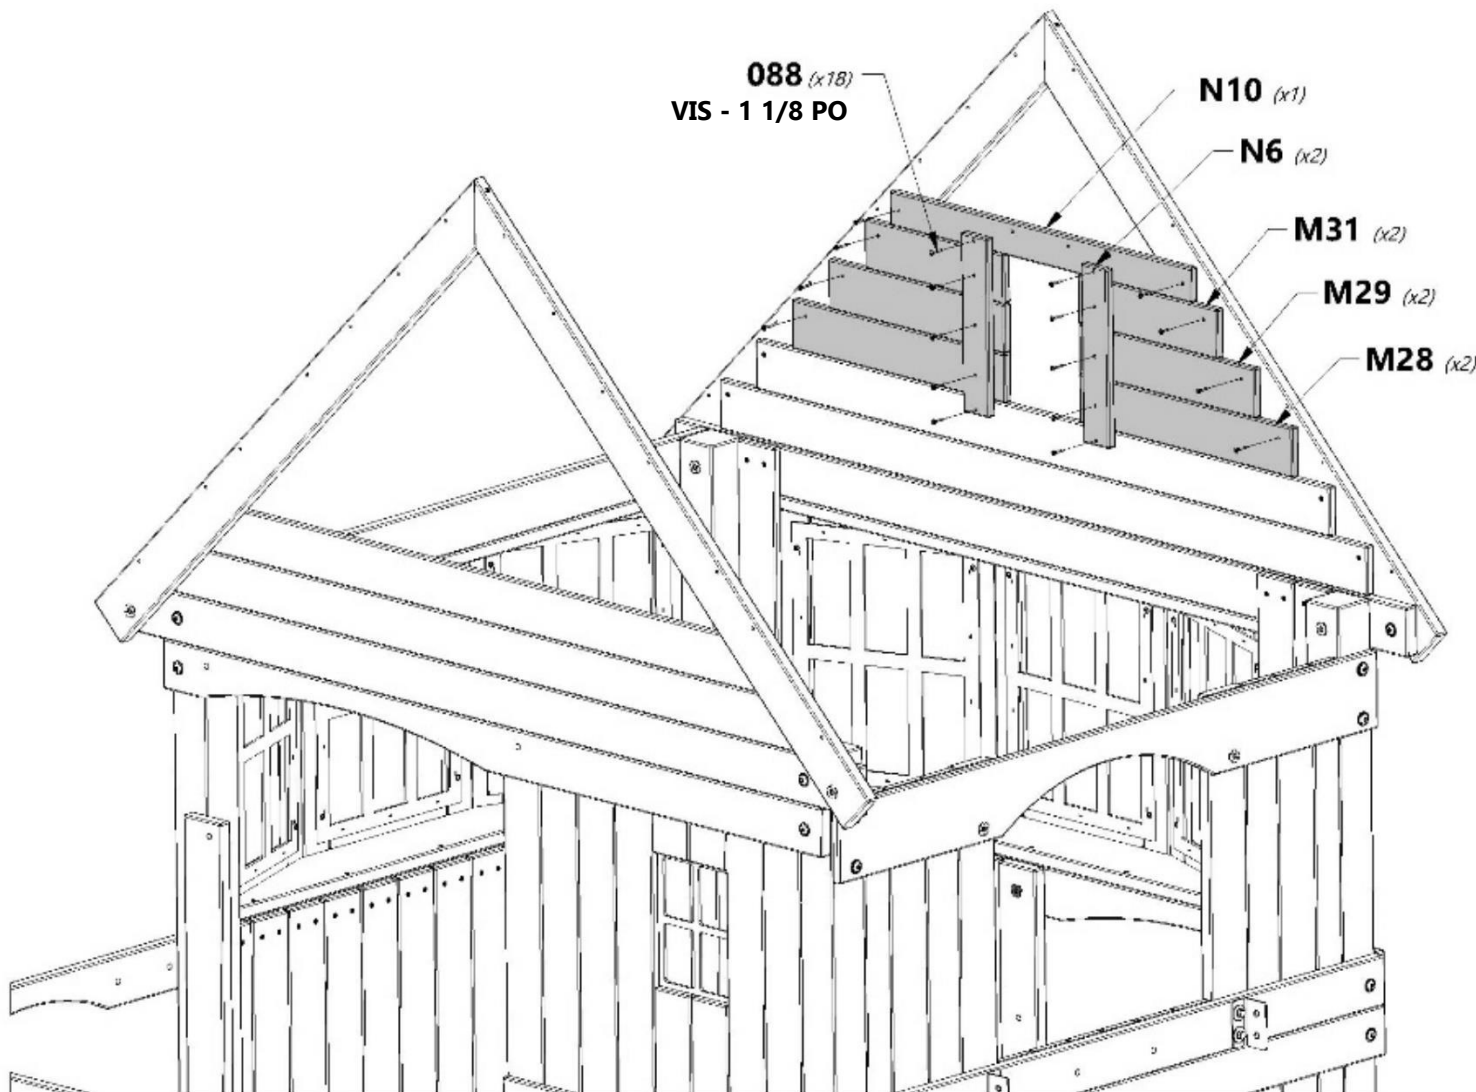 088 (x18)
VIS - 1 1/8 PO
N10 (x1)
N6 (x2)
M31 (x2)
M29 (x2)
M28 (x2)